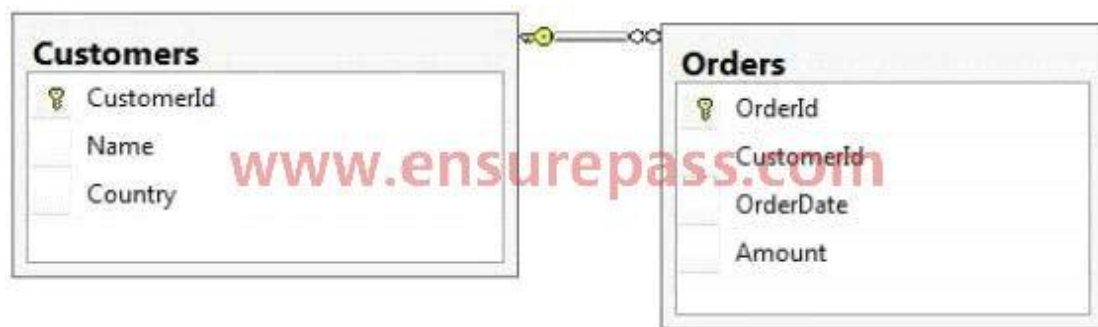 Customers
CustomerId
Name
Country
Orders
OrderId
CustomerId
OrderDate
Amount
www.ensurepass.com